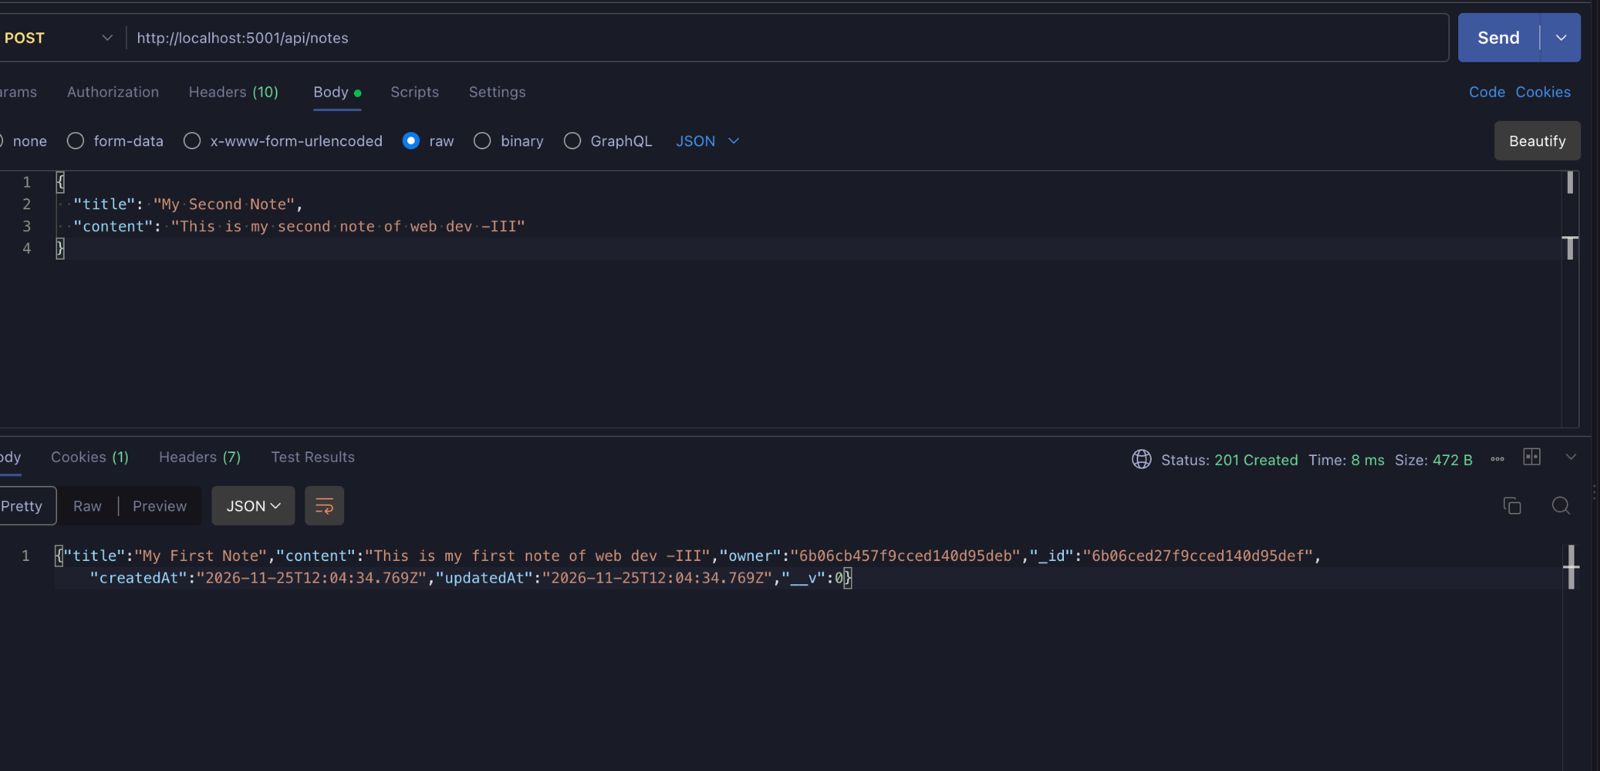 POST http://localhost:5001/api/notes Send
arams Authorization Headers (10) Body Scripts Settings Code Cookies
none form-data x-www-form-urlencoded raw binary GraphQL JSON Beautify
1 {
2 "title": "My Second Note",
3 "content": "This is my second note of web dev -III"
4 }
ody Cookies (1) Headers (7) Test Results Status: 201 Created Time: 8 ms Size: 472 B
Pretty Raw Preview JSON
1 {"title":"My First Note","content":"This is my first note of web dev -III","owner":"6b06cb457f9cced140d95deb","_id":"6b06ced27f9cced140d95def",
"createdAt":"2026-11-25T12:04:34.769Z","updatedAt":"2026-11-25T12:04:34.769Z","__v":0}